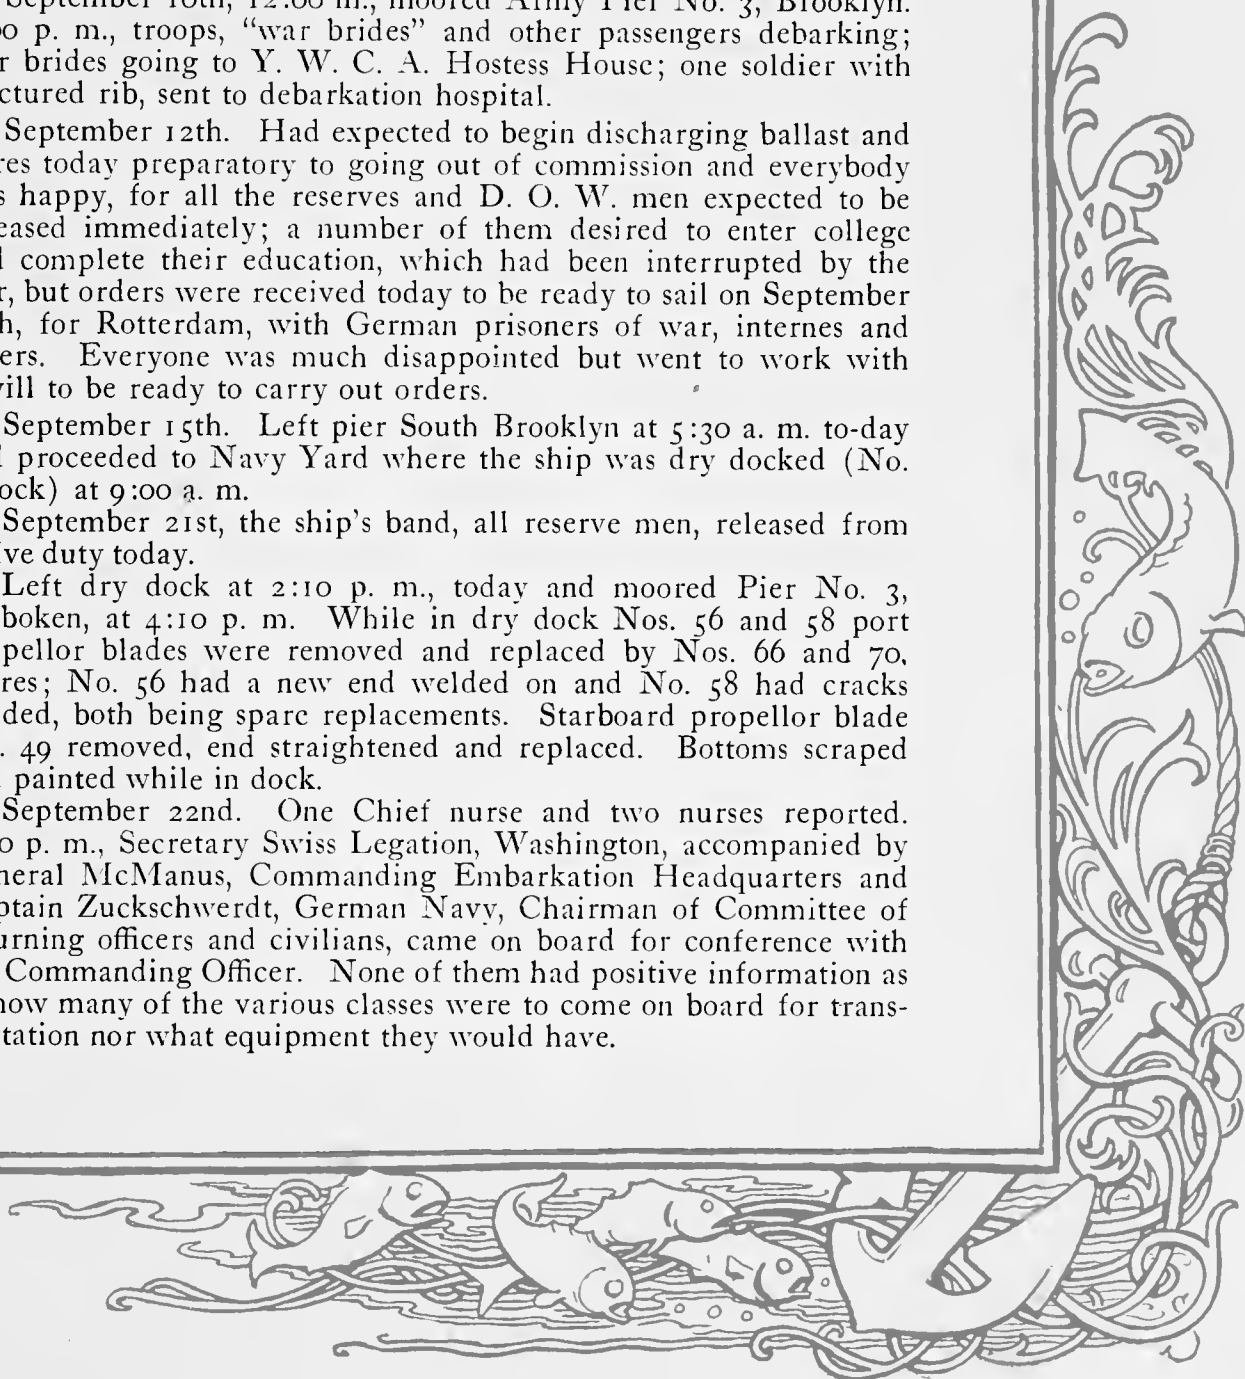 September 10th, 12:00 m., moored Army Pier No. 3, Brooklyn.
p. m., troops, “war brides” and other passengers debarking;
brides going to Y. W. C. A. Hostess House; one soldier with
ctured rib, sent to debarkation hospital.
September 12th. Had expected to begin discharging ballast and
res today preparatory to going out of commission and everybody
s happy, for all the reserves and D. O. W. men expected to be
eased immediately; a number of them desired to enter college
complete their education, which had been interrupted by the
r, but orders were received today to be ready to sail on September
h, for Rotterdam, with German prisoners of war, internes and
ers. Everyone was much disappointed but went to work with
will to be ready to carry out orders.
September 15th. Left pier South Brooklyn at 5:30 a. m. to-day
proceeded to Navy Yard where the ship was dry docked (No.
ock) at 9:00 a. m.
September 21st, the ship's band, all reserve men, released from
ive duty today.
Left dry dock at 2:10 p. m., today and moored Pier No. 3,
boken, at 4:10 p. m. While in dry dock Nos. 56 and 58 port
pellor blades were removed and replaced by Nos. 66 and 70,
res; No. 56 had a new end welded on and No. 58 had cracks
ded, both being spare replacements. Starboard propellor blade
. 49 removed, end straightened and replaced. Bottoms scraped
painted while in dock.
September 22nd. One Chief nurse and two nurses reported.
o p. m., Secretary Swiss Legation, Washington, accompanied by
neral McManus, Commanding Embarkation Headquarters and
ptain Zuckschwerdt, German Navy, Chairman of Committee of
urning officers and civilians, came on board for conference with
Commanding Officer. None of them had positive information as
how many of the various classes were to come on board for trans-
tation nor what equipment they would have.